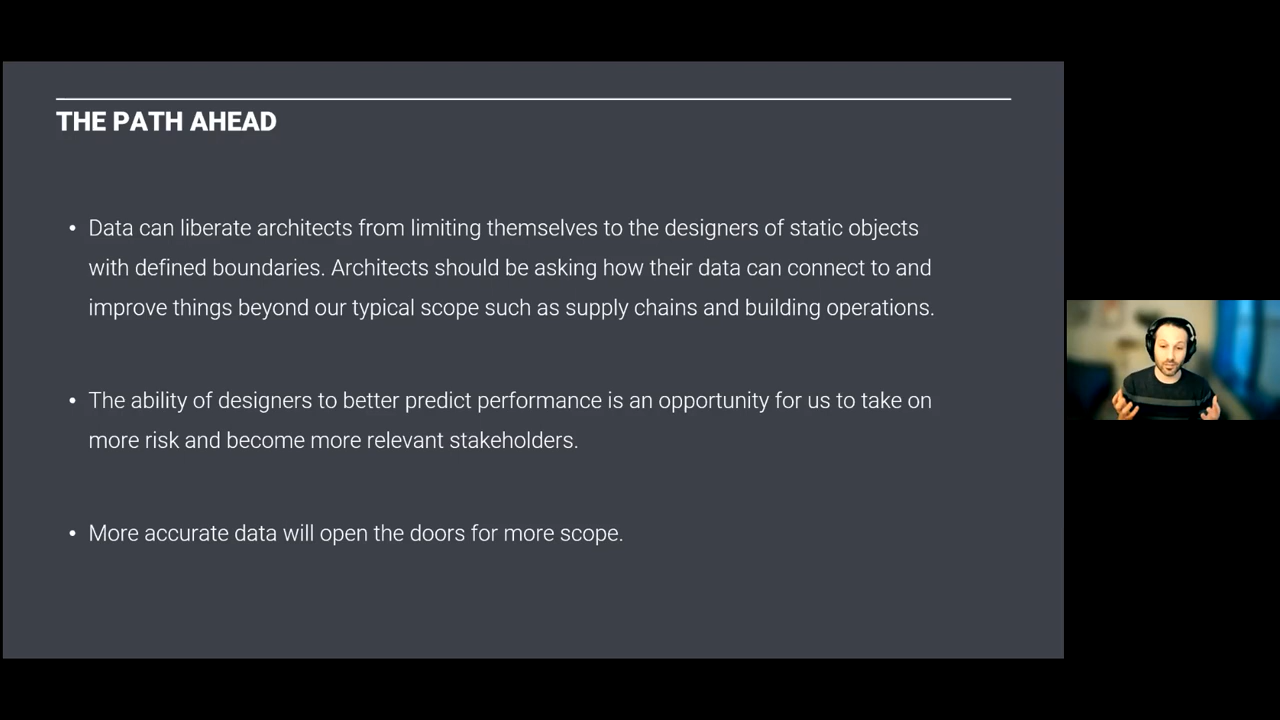 THE PATH AHEAD
• Data can liberate architects from limiting themselves to the designers of static objects
with defined boundaries. Architects should be asking how their data can connect to and
improve things beyond our typical scope such as supply chains and building operations.
• The ability of designers to better predict performance is an opportunity for us to take on
more risk and become more relevant stakeholders.
• More accurate data will open the doors for more scope.